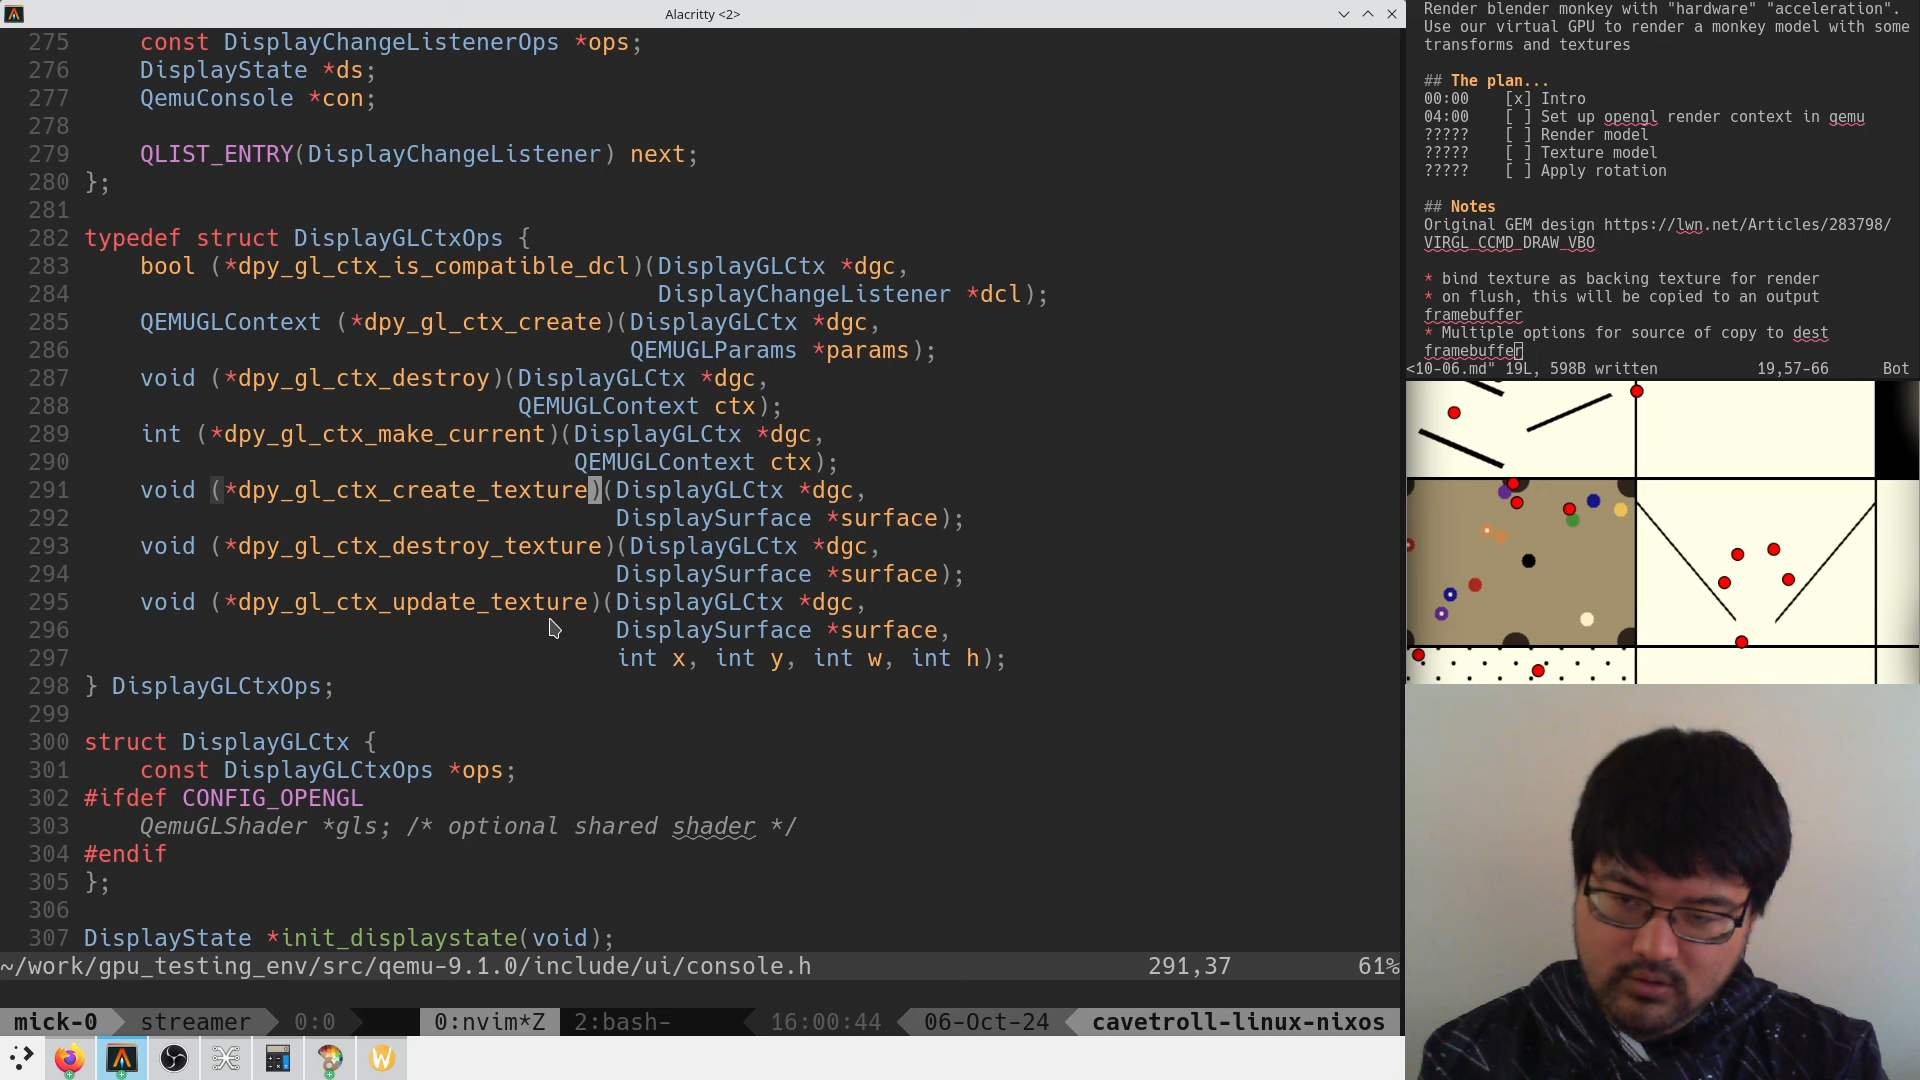 Alacritty <2>
275     const DisplayChangeListenerOps *ops;
276     DisplayState *ds;
277     QemuConsole *con;
278
279     QLIST_ENTRY(DisplayChangeListener) next;
280 };
281
282 typedef struct DisplayGLCtxOps {
283     bool (*dpy_gl_ctx_is_compatible_dcl)(DisplayGLCtx *dgc,
284                                          DisplayChangeListener *dcl);
285     QEMUGLContext (*dpy_gl_ctx_create)(DisplayGLCtx *dgc,
286                                        QEMUGLParams *params);
287     void (*dpy_gl_ctx_destroy)(DisplayGLCtx *dgc,
288                                QEMUGLContext ctx);
289     int (*dpy_gl_ctx_make_current)(DisplayGLCtx *dgc,
290                                    QEMUGLContext ctx);
291     void (*dpy_gl_ctx_create_texture)(DisplayGLCtx *dgc,
292                                       DisplaySurface *surface);
293     void (*dpy_gl_ctx_destroy_texture)(DisplayGLCtx *dgc,
294                                       DisplaySurface *surface);
295     void (*dpy_gl_ctx_update_texture)(DisplayGLCtx *dgc,
296                                       DisplaySurface *surface,
297                                       int x, int y, int w, int h);
298 } DisplayGLCtxOps;
299
300 struct DisplayGLCtx {
301     const DisplayGLCtxOps *ops;
302 #ifdef CONFIG_OPENGL
303     QemuGLShader *gls; /* optional shared shader */
304 #endif
305 };
306
307 DisplayState *init_displaystate(void);
~/work/gpu_testing_env/src/qemu-9.1.0/include/ui/console.h 291,37 61%
mick-0 streamer 0:0 0:nvim*Z 2:bash- 16:00:44 06-Oct-24 cavetroll-linux-nixos
Render blender monkey with "hardware" "acceleration".
Use our virtual GPU to render a monkey model with some
transforms and textures
## The plan...
00:00 [x] Intro
04:00 [ ] Set up opengl render context in qemu
????? [ ] Render model
????? [ ] Texture model
????? [ ] Apply rotation
## Notes
Original GEM design https://lwn.net/Articles/283798/
VIRGL_CCMD_DRAW_VBO
* bind texture as backing texture for render
* on flush, this will be copied to an output
framebuffer
* Multiple options for source of copy to dest
framebuffer
<10-06.md" 19L, 598B written 19,57-66 Bot